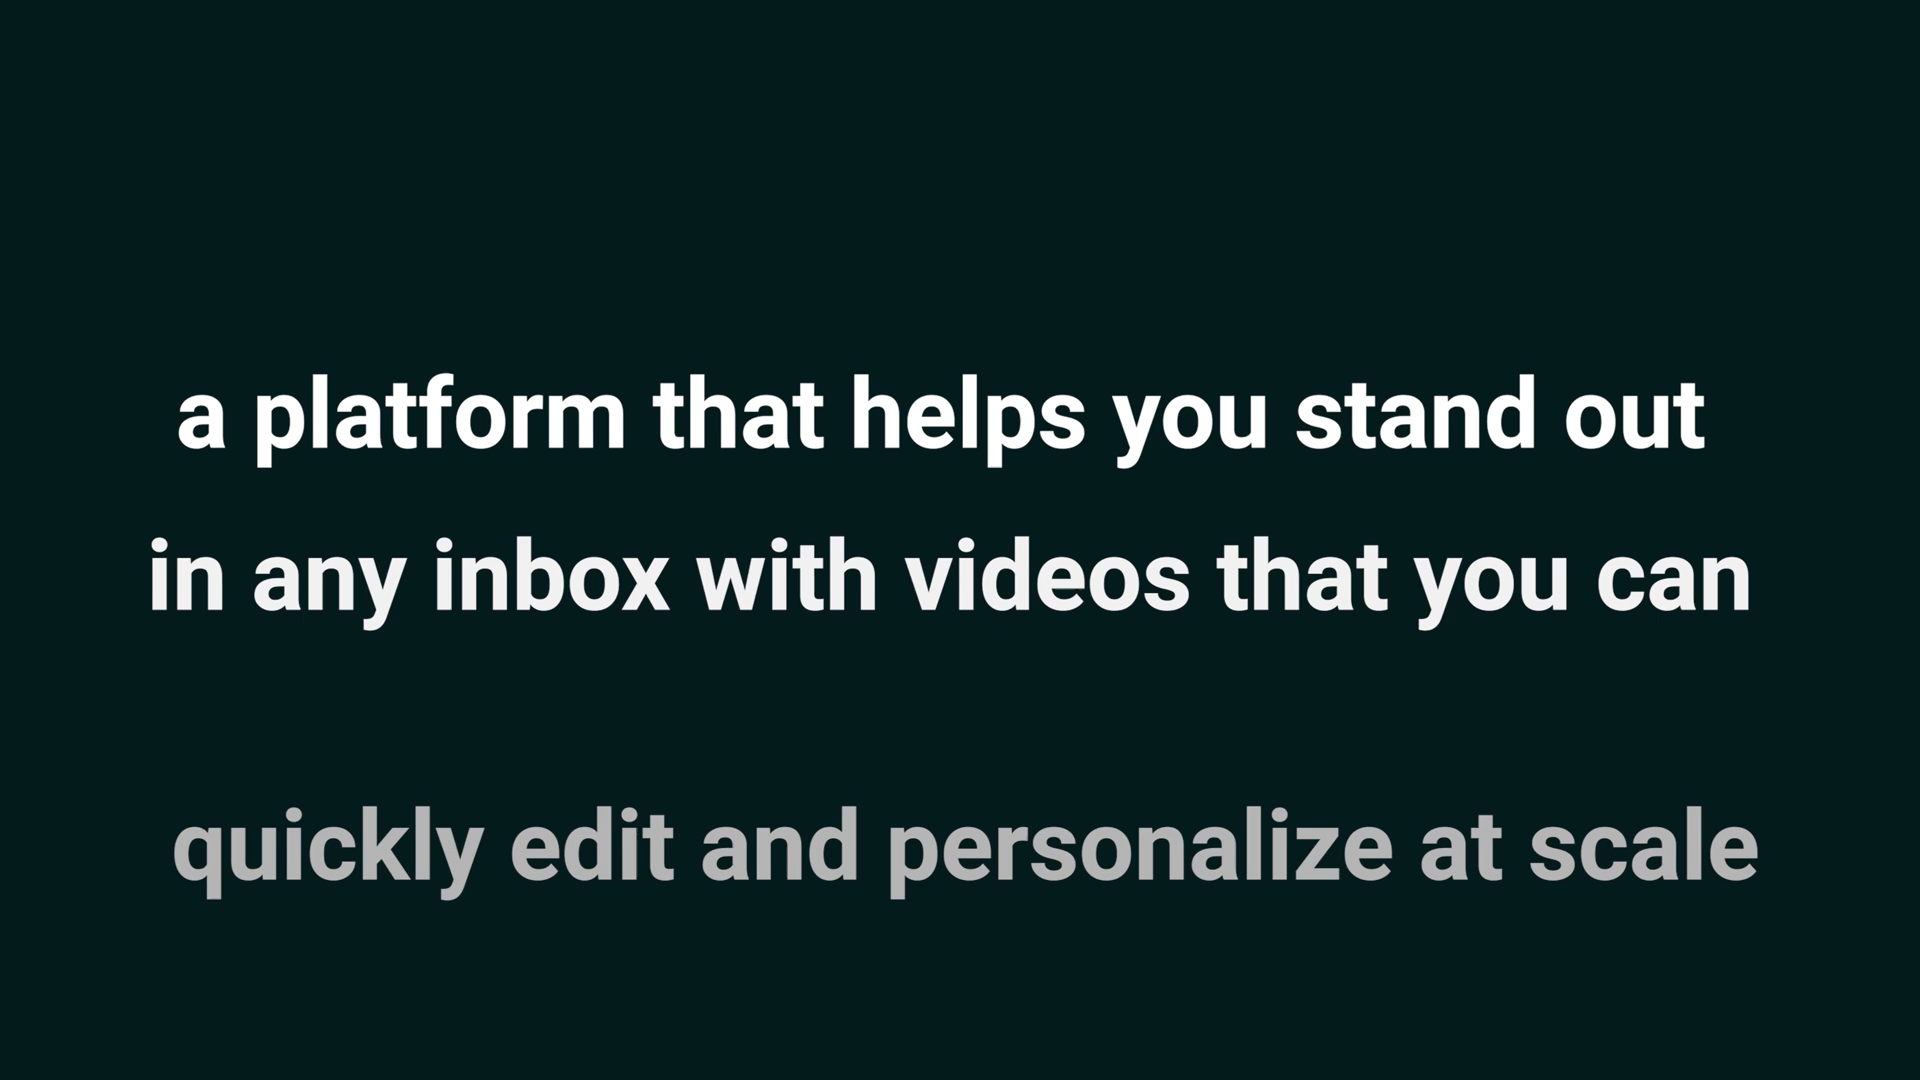 a platform that helps you stand out
in any inbox with videos that you can
quickly edit and personalize at scale